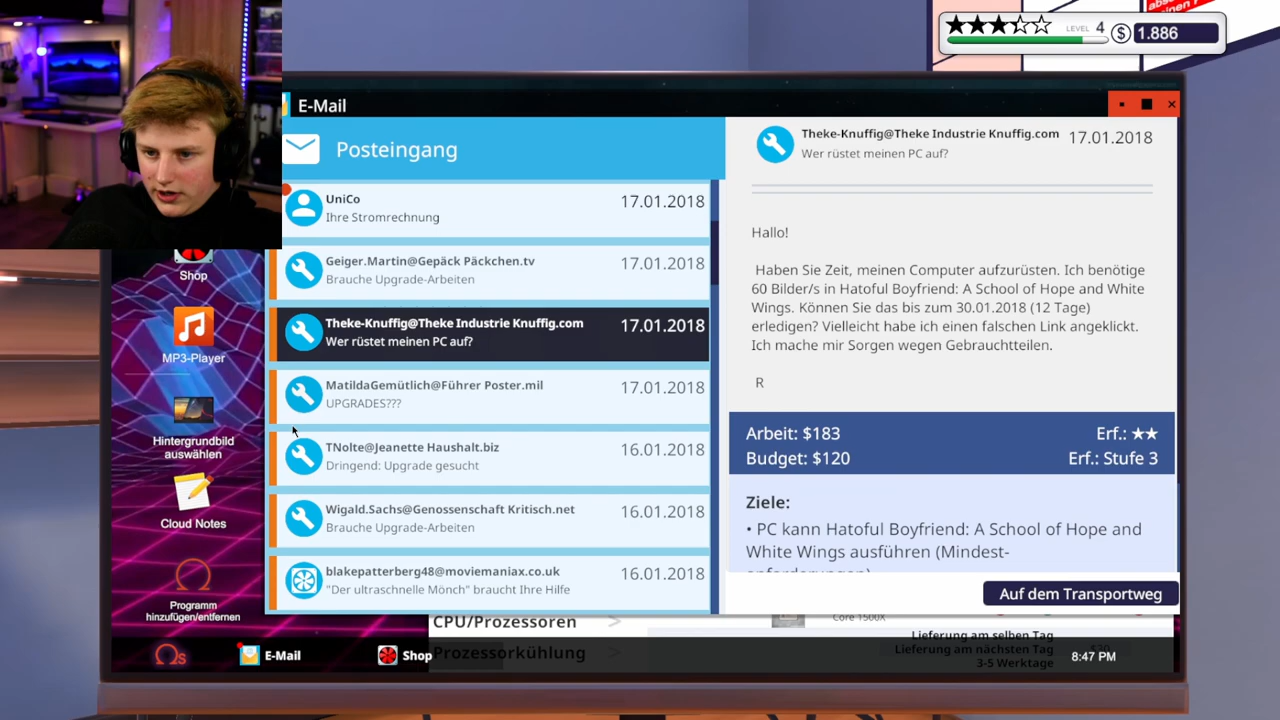 LEVEL 4
$ 1.886
E-Mail
Posteingang
UniCo
17.01.2018
Ihre Stromrechnung
Geiger.Martin@Gepäck Päckchen.tv
17.01.2018
Brauche Upgrade-Arbeiten
Theke-Knuffig@Theke Industrie Knuffig.com
17.01.2018
Wer rüstet meinen PC auf?
MatildaGemütlich@Führer Poster.mil
17.01.2018
UPGRADES???
TNolte@Jeanette Haushalt.biz
16.01.2018
Dringend: Upgrade gesucht
Wigald.Sachs@Genossenschaft Kritisch.net
16.01.2018
Brauche Upgrade-Arbeiten
blakepatterberg48@moviemaniax.co.uk
16.01.2018
"Der ultraschnelle Mönch" braucht Ihre Hilfe
Theke-Knuffig@Theke Industrie Knuffig.com
17.01.2018
Wer rüstet meinen PC auf?
Hallo!
Haben Sie Zeit, meinen Computer aufzurüsten. Ich benötige
60 Bilder/s in Hatoful Boyfriend: A School of Hope and White
Wings. Können Sie das bis zum 30.01.2018 (12 Tage)
erledigen? Vielleicht habe ich einen falschen Link angeklickt.
Ich mache mir Sorgen wegen Gebrauchtteilen.
R
Arbeit: $183
Erf.: ★★
Budget: $120
Erf.: Stufe 3
Ziele:
• PC kann Hatoful Boyfriend: A School of Hope and
White Wings ausführen (Mindest-
anforderungen)
Auf dem Transportweg
Shop
MP3-Player
Hintergrundbild
auswählen
Cloud Notes
Programm
hinzufügen/entfernen
CPU/Prozessoren >
Prozessorkühlung >
Core 1500X
Lieferung am selben Tag
Lieferung am nächsten Tag
3-5 Werktage
Ωs
E-Mail
Shop
8:47 PM